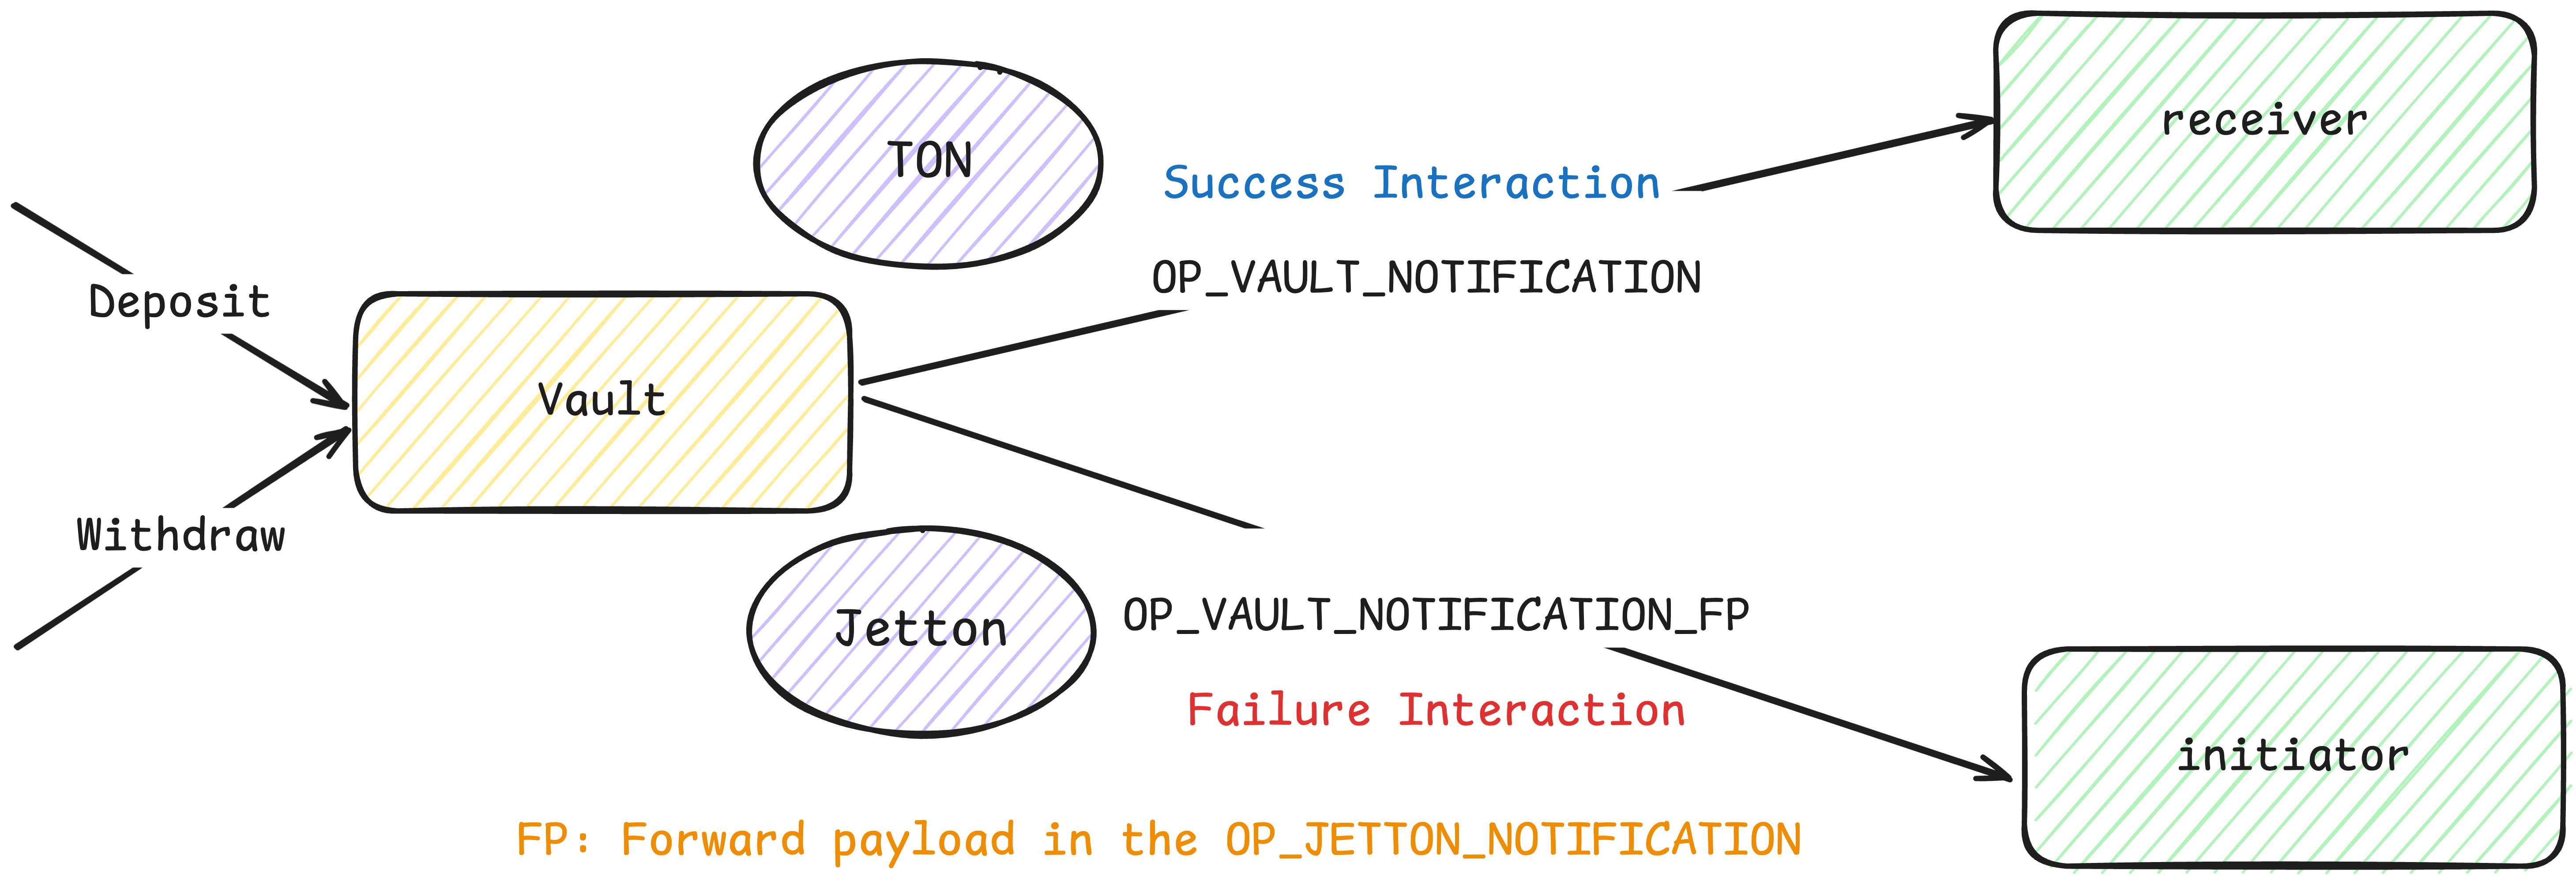 receiver
TON
Success Interaction
OP_VAULT_NOTIFICATION
Deposit
Vault
Withdraw
Jetton
OP_VAULT_NOTIFICATION_FP
Failure Interaction
initiator
FP: Forward payload in the OP_JETTON_NOTIFICATION